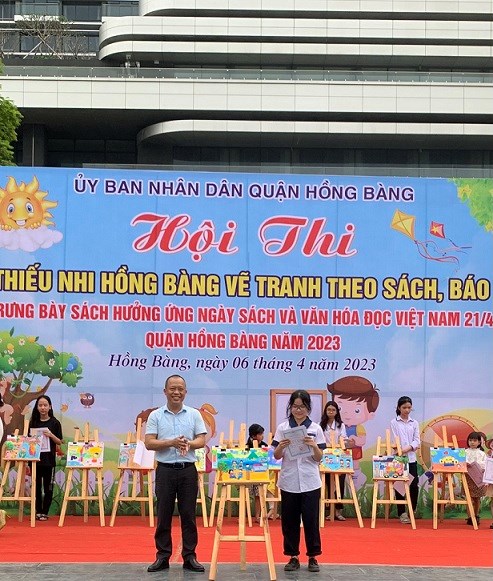 ỦY BAN NHÂN DÂN QUẬN HỒNG BÀNG
Hội Thi
THIẾU NHI HỒNG BÀNG VẼ TRANH THEO SÁCH, BÁO
TRƯNG BÀY SÁCH HƯỞNG ỨNG NGÀY SÁCH VÀ VĂN HÓA ĐỌC VIỆT NAM 21/4
QUẬN HỒNG BÀNG NĂM 2023
Hồng Bàng, ngày 06 tháng 4 năm 2023